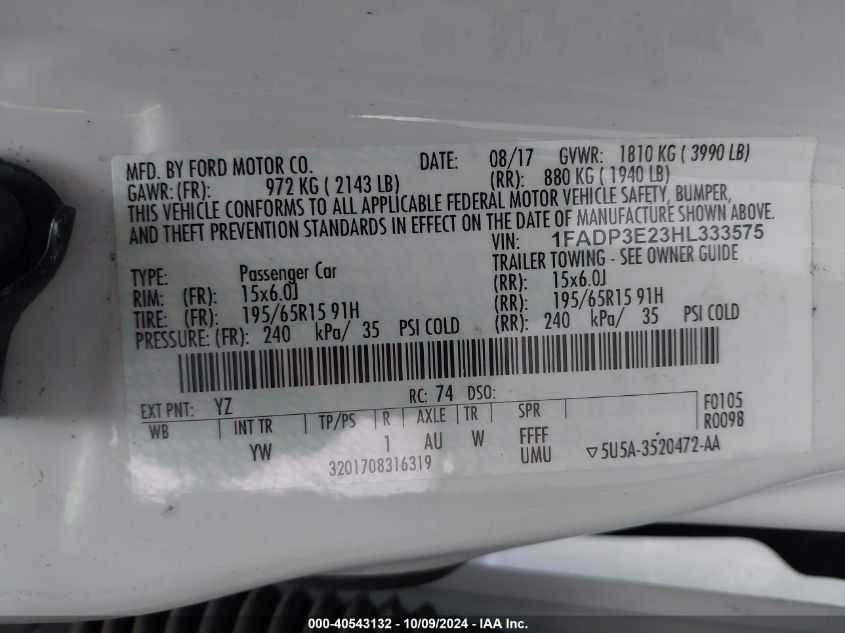 MFD. BY FORD MOTOR CO. DATE: 08/17 GVWR: 1810 KG ( 3990 LB)
GAWR: (FR): 972 KG ( 2143 LB) (RR): 880 KG ( 1940 LB)
THIS VEHICLE CONFORMS TO ALL APPLICABLE FEDERAL MOTOR VEHICLE SAFETY, BUMPER,
AND THEFT PREVENTION STANDARDS IN EFFECT ON THE DATE OF MANUFACTURE SHOWN ABOVE.
VIN: 1FADP3E23HL333575
TYPE: Passenger Car TRAILER TOWING - SEE OWNER GUIDE
RIM: (FR): 15x6.0J (RR): 15x6.0J
TIRE: (FR): 195/65R15 91H (RR): 195/65R15 91H
PRESSURE: (FR): 240 kPa/ 35 PSI COLD (RR): 240 kPa/ 35 PSI COLD
EXT PNT: YZ RC: 74 DSO: F0105
WB INT TR TP/PS R AXLE TR SPR R0098
YW 1 AU W FFFF
3201708316319 UMU ▽5U5A-3520472-AA
000-40543132 - 10/09/2024 - IAA Inc.